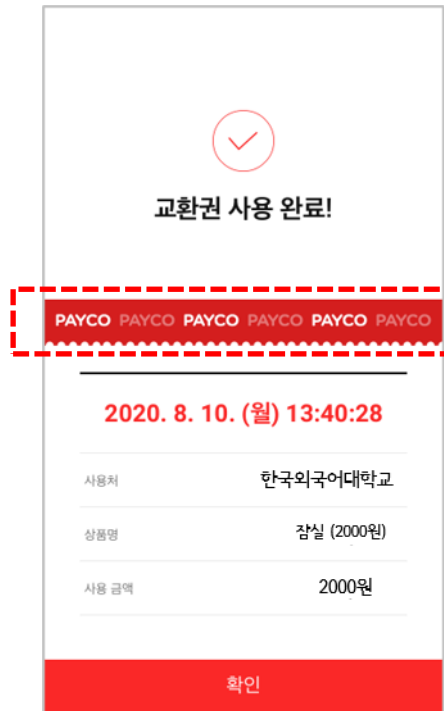 교환권 사용 완료!
PAYCO PAYCO PAYCO PAYCO PAYCO PAYCO
2020. 8. 10. (월) 13:40:28
사용처 한국외국어대학교
상품명 잠실 (2000원)
사용 금액 2000원
확인